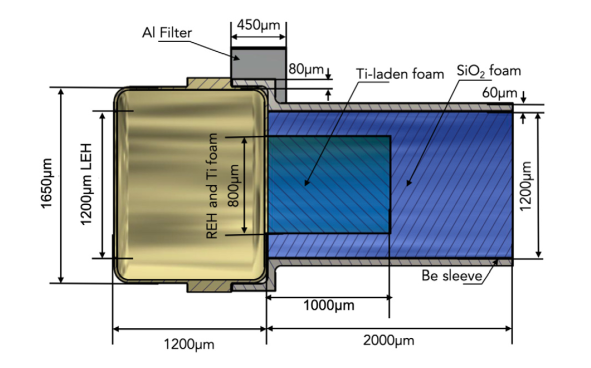 450μm
Al Filter
80μm
Ti-laden foam
SiO₂ foam
60μm
1650μm
1200μm LEH
REH and Ti foam
800μm
1200μm
Be sleeve
1000μm
1200μm
2000μm